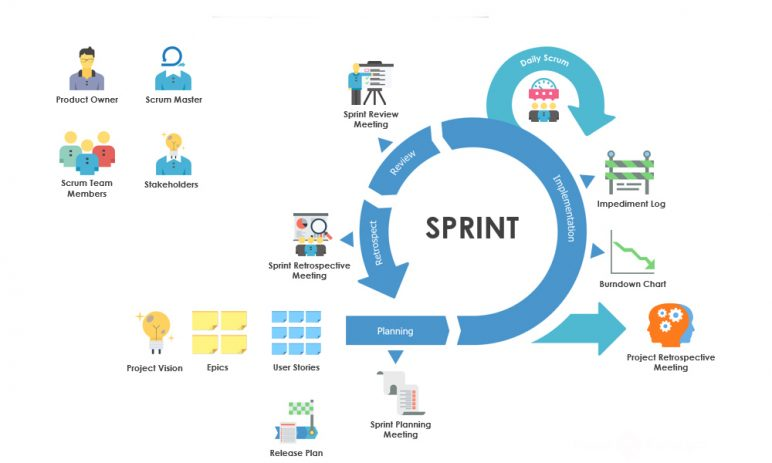 Product Owner
Scrum Master
Scrum Team
Members
Stakeholders
Sprint Review
Meeting
Daily Scrum
Review
Implementation
Impediment Log
SPRINT
Retrospect
Sprint Retrospective
Meeting
Burndown Chart
Project Vision
Epics
User Stories
Planning
Project Retrospective
Meeting
Sprint Planning
Meeting
Release Plan